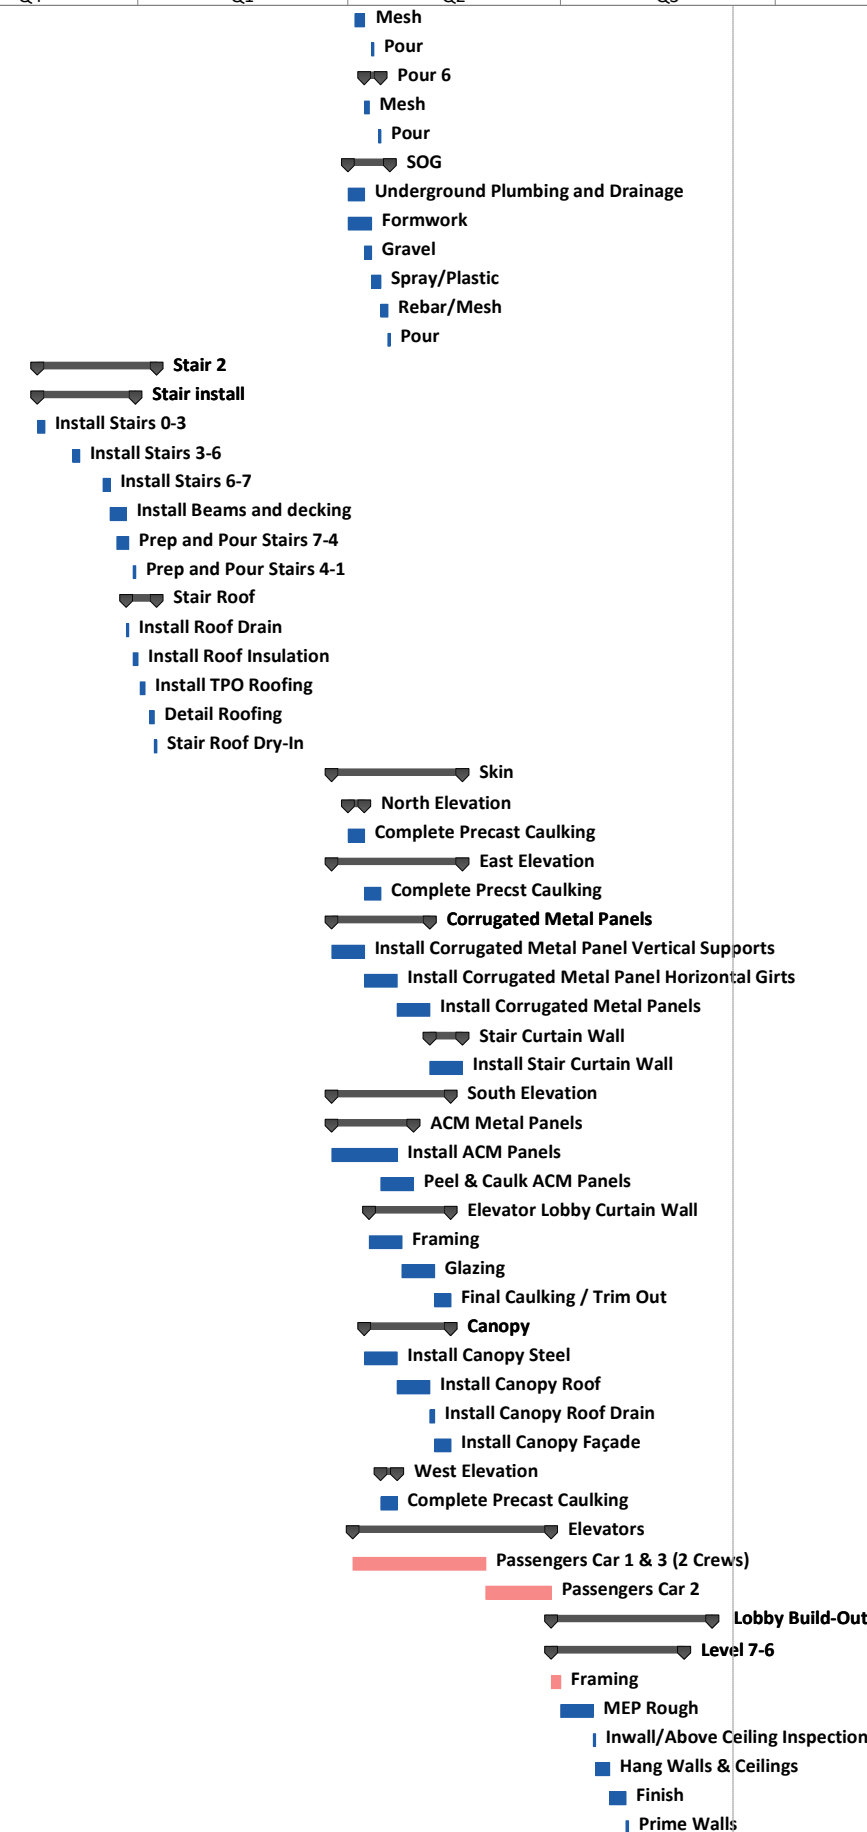 Q4 Q1 Q2 Q3
Mesh
Pour
Pour 6
Mesh
Pour
SOG
Underground Plumbing and Drainage
Formwork
Gravel
Spray/Plastic
Rebar/Mesh
Pour
Stair 2
Stair install
Install Stairs 0-3
Install Stairs 3-6
Install Stairs 6-7
Install Beams and decking
Prep and Pour Stairs 7-4
Prep and Pour Stairs 4-1
Stair Roof
Install Roof Drain
Install Roof Insulation
Install TPO Roofing
Detail Roofing
Stair Roof Dry-In
Skin
North Elevation
Complete Precast Caulking
East Elevation
Complete Precst Caulking
Corrugated Metal Panels
Install Corrugated Metal Panel Vertical Supports
Install Corrugated Metal Panel Horizontal Girts
Install Corrugated Metal Panels
Stair Curtain Wall
Install Stair Curtain Wall
South Elevation
ACM Metal Panels
Install ACM Panels
Peel & Caulk ACM Panels
Elevator Lobby Curtain Wall
Framing
Glazing
Final Caulking / Trim Out
Canopy
Install Canopy Steel
Install Canopy Roof
Install Canopy Roof Drain
Install Canopy Façade
West Elevation
Complete Precast Caulking
Elevators
Passengers Car 1 & 3 (2 Crews)
Passengers Car 2
Lobby Build-Out
Level 7-6
Framing
MEP Rough
Inwall/Above Ceiling Inspection
Hang Walls & Ceilings
Finish
Prime Walls